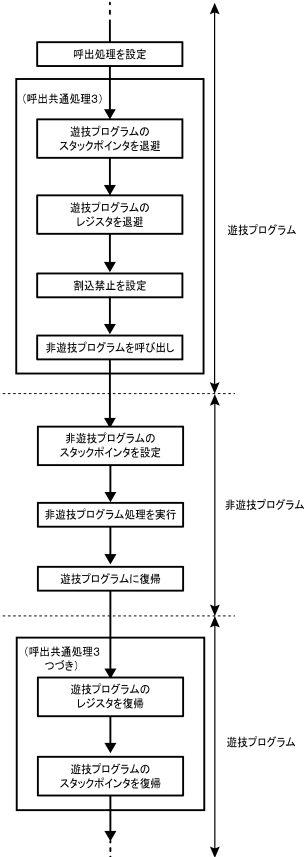 呼出処理を設定
（呼出共通処理3）
遊技プログラムの
スタックポインタを退避
遊技プログラムの
レジスタを退避
割込禁止を設定
非遊技プログラムを呼び出し
遊技プログラム
非遊技プログラムの
スタックポインタを設定
非遊技プログラム処理を実行
遊技プログラムに復帰
非遊技プログラム
（呼出共通処理3
つづき）
遊技プログラムの
レジスタを復帰
遊技プログラムの
スタックポインタを復帰
遊技プログラム